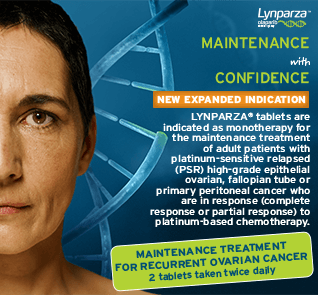 Lynparza™
olaparib
MAINTENANCE
with
CONFIDENCE
NEW EXPANDED INDICATION
LYNPARZA® tablets are
indicated as monotherapy for
the maintenance treatment
of adult patients with
platinum-sensitive relapsed
(PSR) high-grade epithelial
ovarian, fallopian tube or
primary peritoneal cancer who
are in response (complete
response or partial response) to
platinum-based chemotherapy.
MAINTENANCE TREATMENT
FOR RECURRENT OVARIAN CANCER
2 tablets taken twice daily